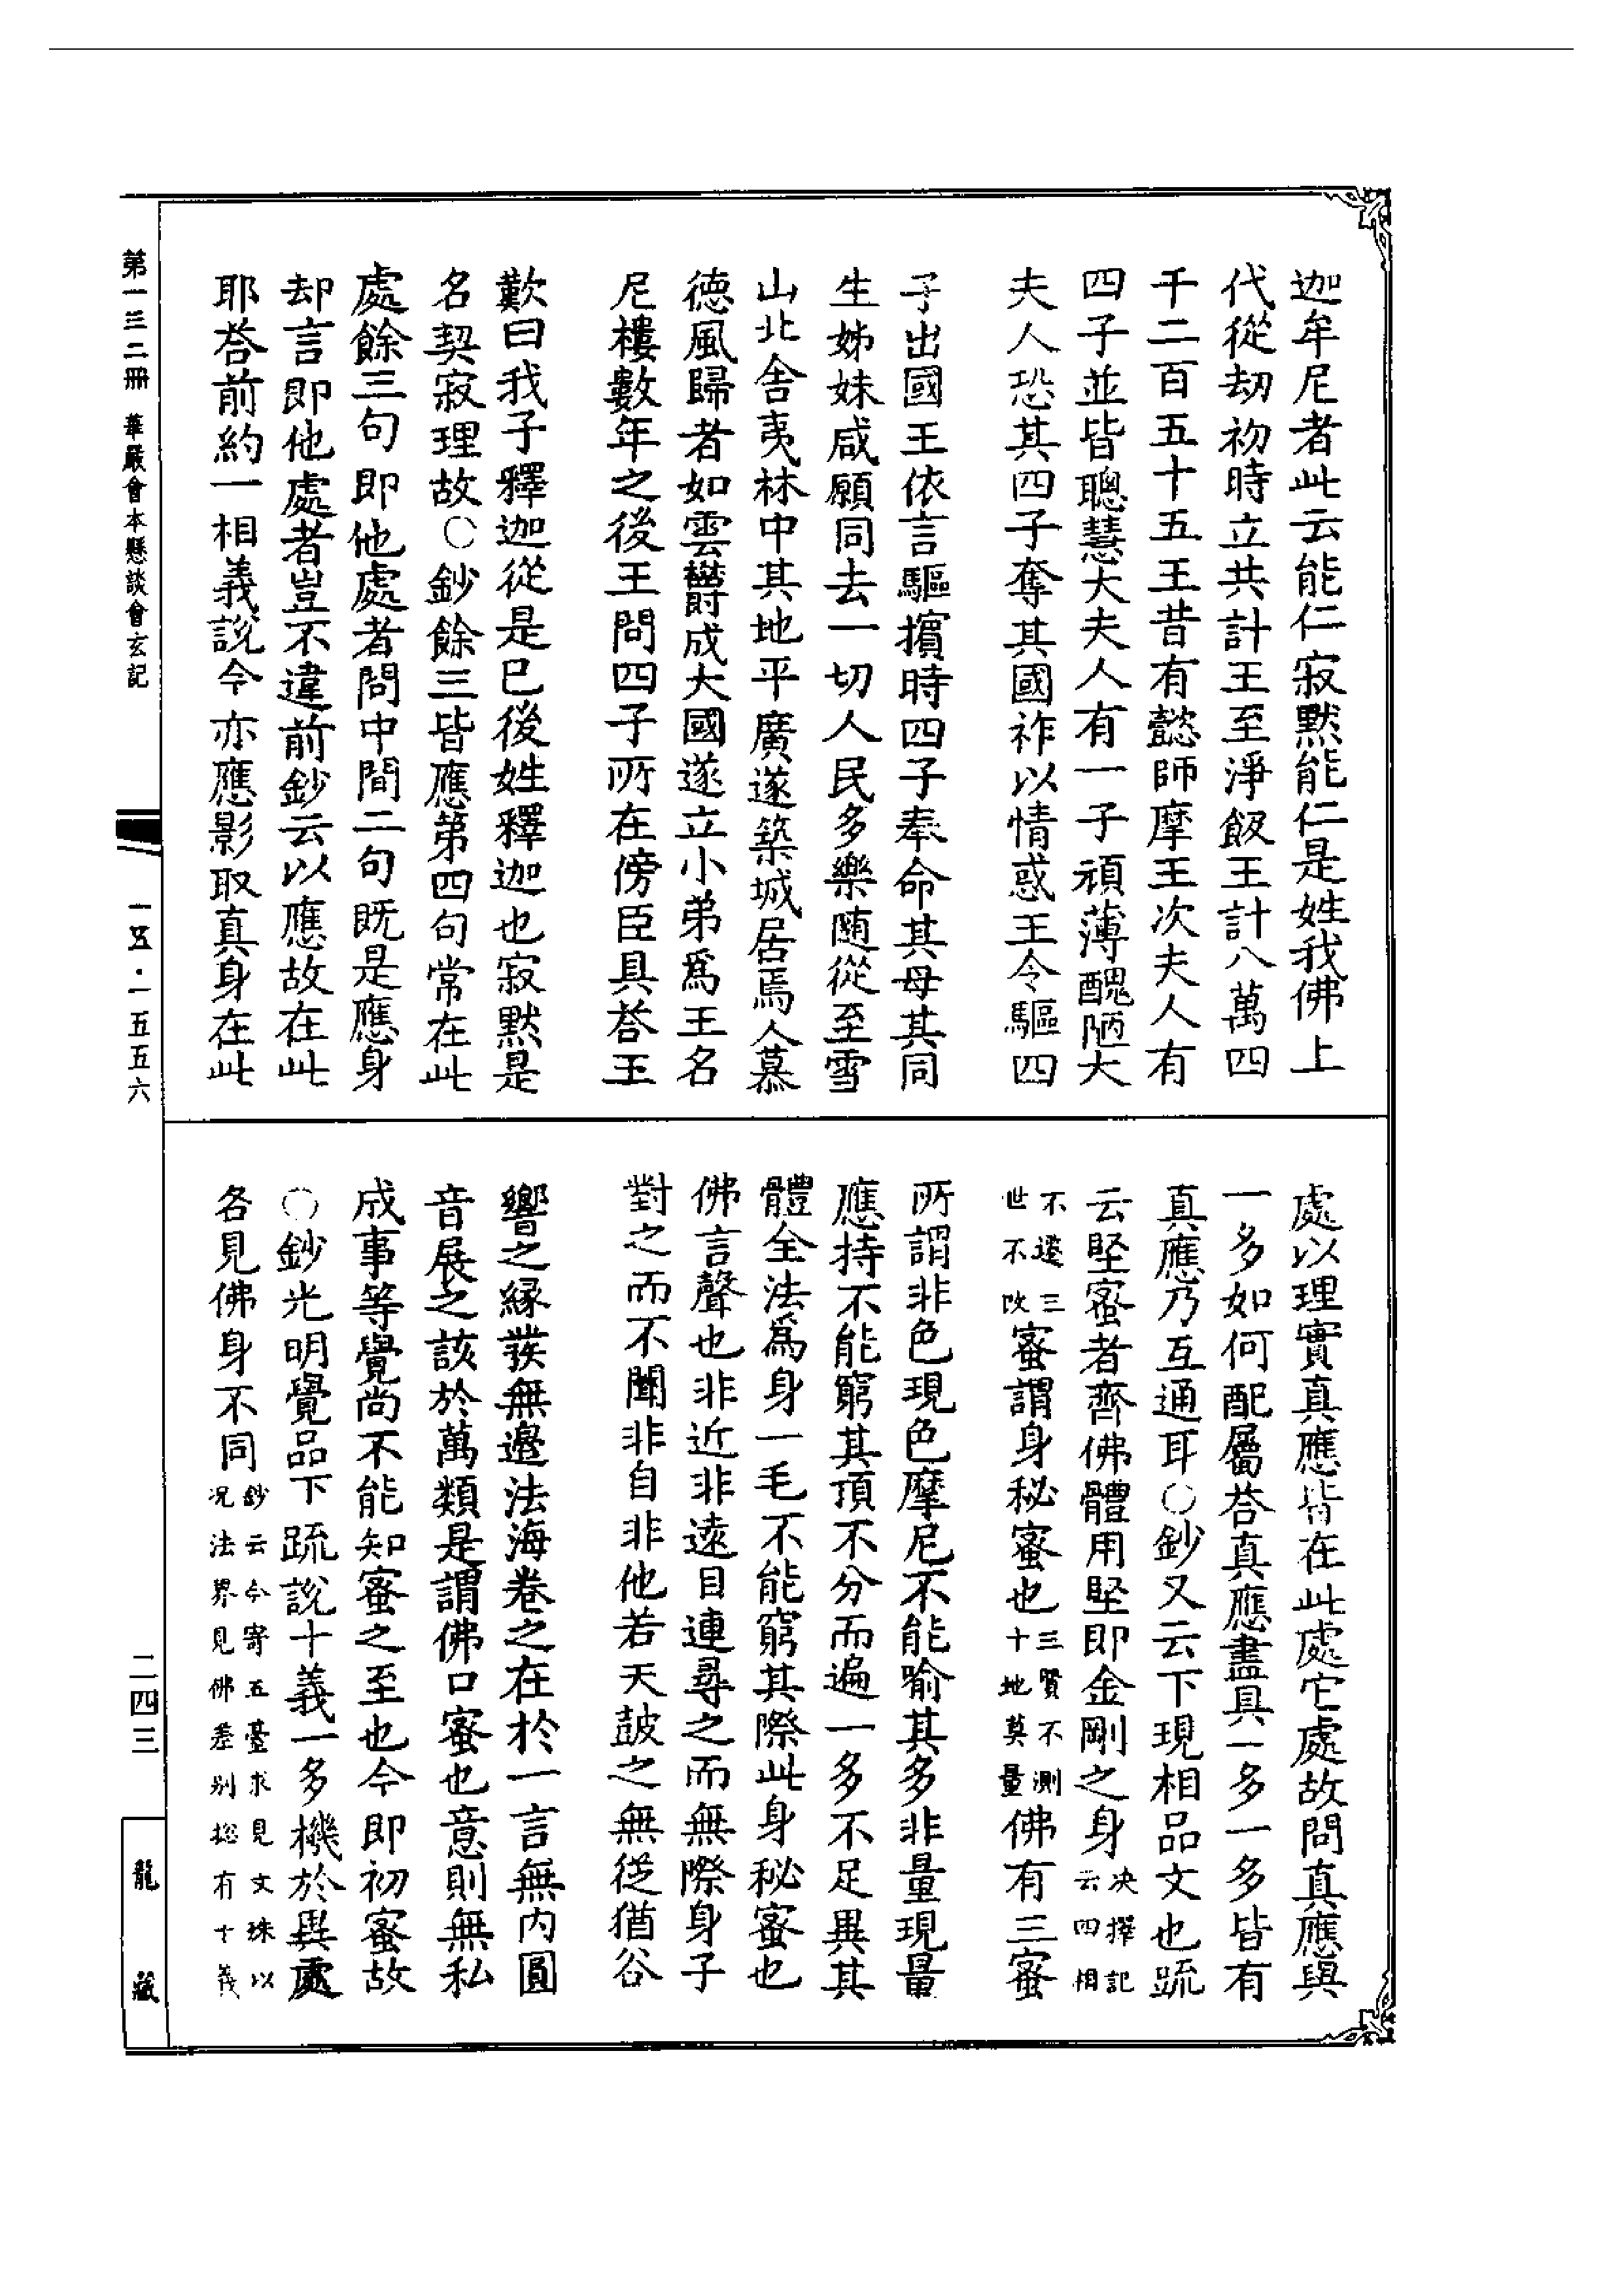 迦牟尼者此云能仁寂黙能仁是姓我佛上
代從劫初時立共計王至淨飯王計八萬四
千二百五十五王昔有懿師摩王次夫人有
四子並皆聰慧大夫人有一子頑薄醜陋大
夫人恐其四子奪其國祚以情惑王令驅四
子出國王依言驅擯時四子奉命其母其同
生姊妹咸願同去一切人民多樂隨從至雪
山北舍夷林中其地平廣遂築城居焉人慕
德風歸者如雲欝成大國遂立小弟爲王名
尼樓數年之後王問四子所在傍臣具荅王
歎曰我子釋迦從是巳後姓釋迦也寂黙是
名契寂理故○鈔餘三皆應第四句常在此
處餘三句即他處者問中間二句既是應身
却言即他處者豈不違前鈔云以應故在此
耶荅前約一相義説今亦應影取真身在此
處以理實真應皆在此處它處故問真應與
一多如何配屬荅真應盡具一多一多皆有
真應乃互通耳○鈔又云下現相品文也䟽
云堅蜜者齊佛體用堅即金剛之身决擇記云四相
不遷三世不改蜜謂身秘蜜也三賢不測十地莫量佛有三蜜
所謂非色現色摩尼不能喻其多非量現量
應持不能窮其頂不分而遍一多不足異其
體全法爲身一毛不能窮其際此身秘蜜也
佛言聲也非近非遠目連尋之而無際身子
對之而不聞非自非他若天鼓之無從猶谷
響之緣發無邊法海卷之在於一言無内圓
音展之該於萬類是謂佛口蜜也意則無私
成事等覺尚不能知蜜之至也今即初蜜故
○鈔光明覺品下䟽説十義一多機於異處
各見佛身不同鈔云今寄五臺求見文殊以况法界見佛差别総有十義
第一三二冊　華嚴會本懸談會玄記
一五·一五五六
二四三
龍藏